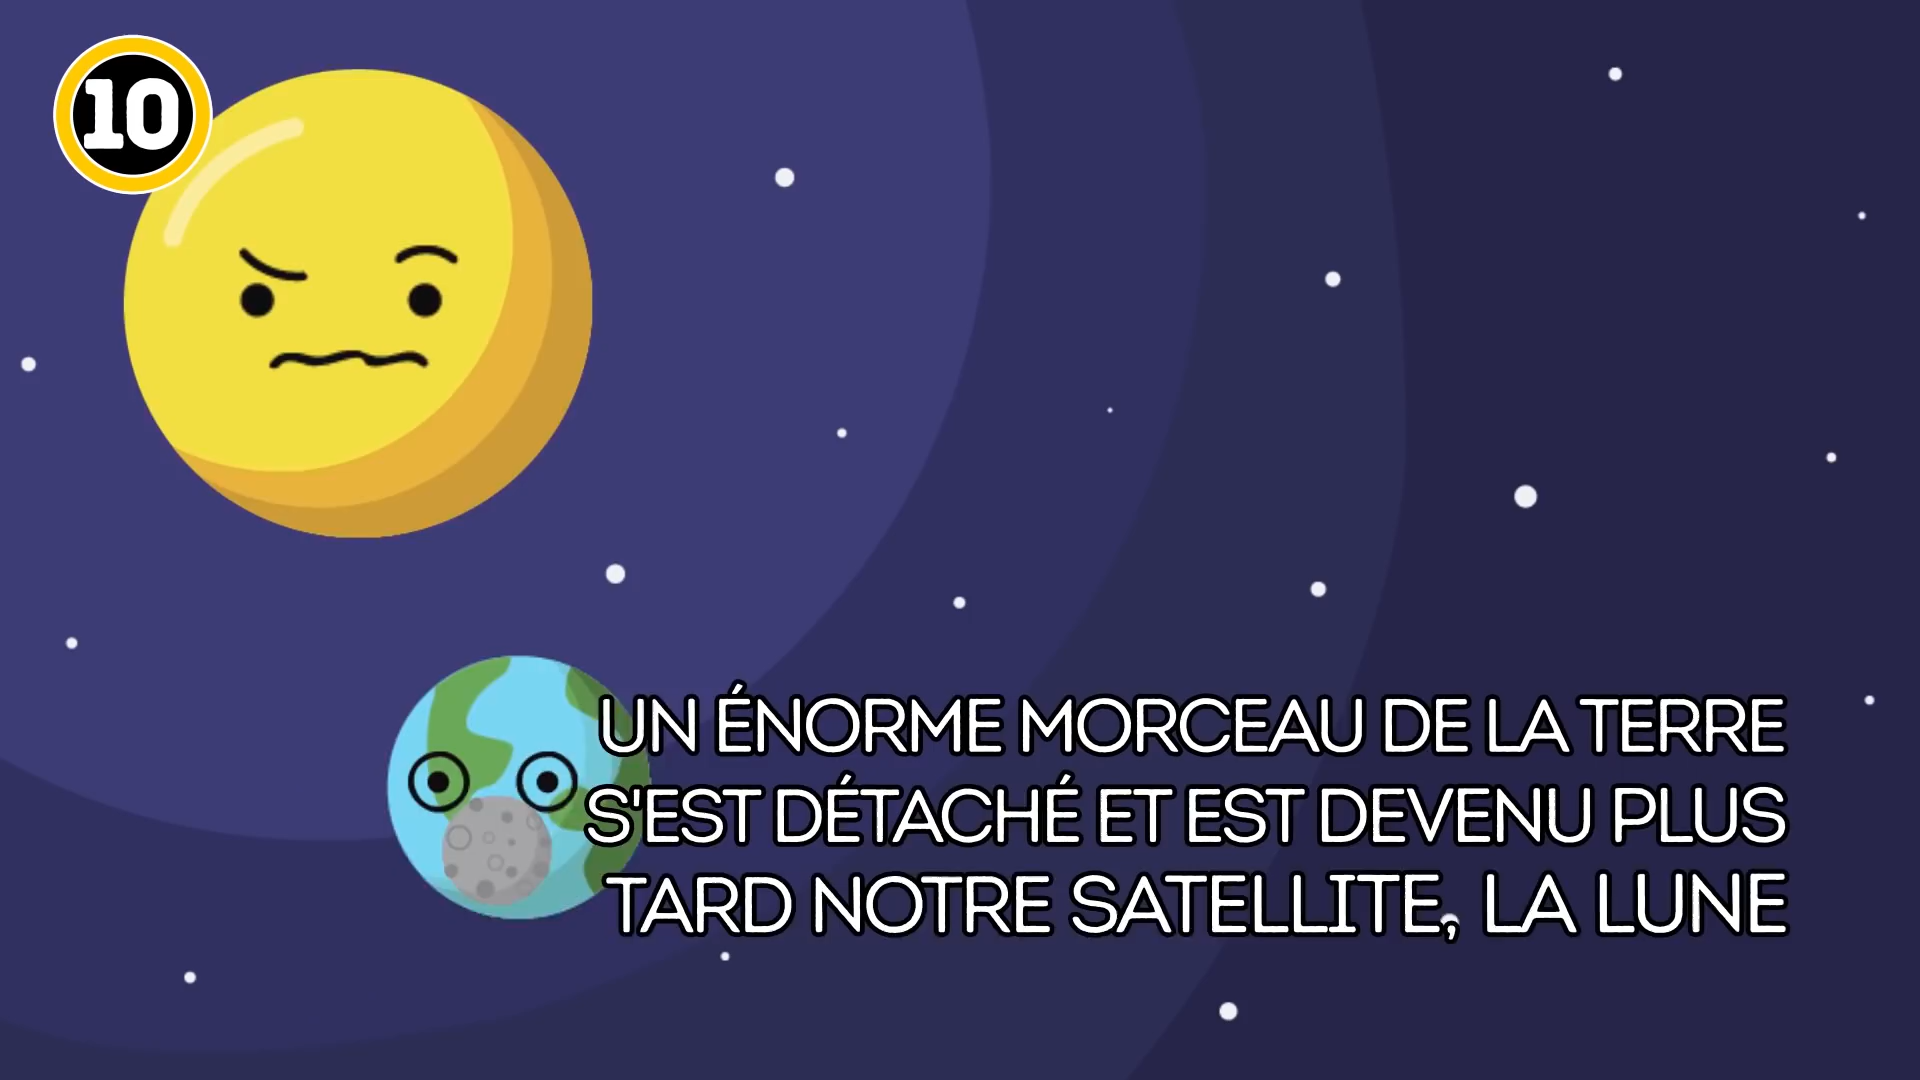 10
UN ÉNORME MORCEAU DE LA TERRE
S'EST DÉTACHÉ ET EST DEVENU PLUS
TARD NOTRE SATELLITE, LA LUNE